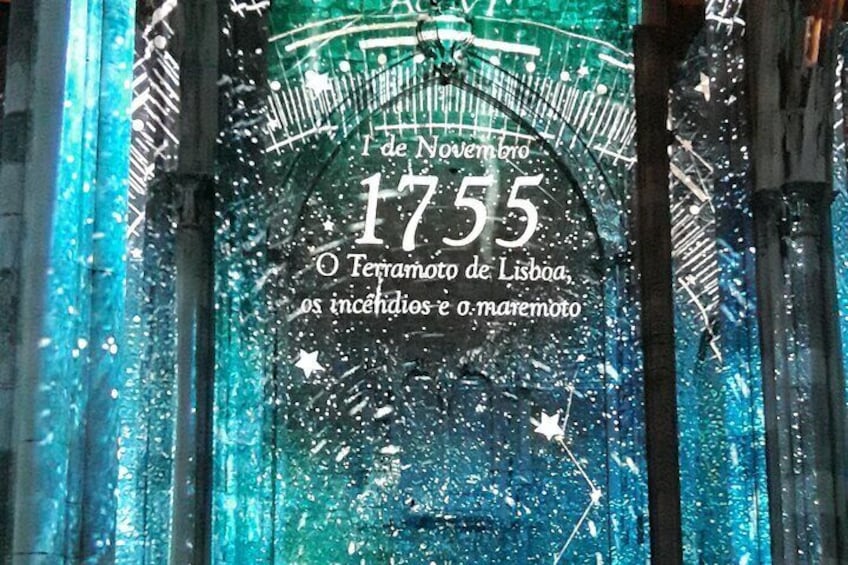 1 de Novembro
1755
O Terramoto de Lisboa,
os incêndios e o maremoto